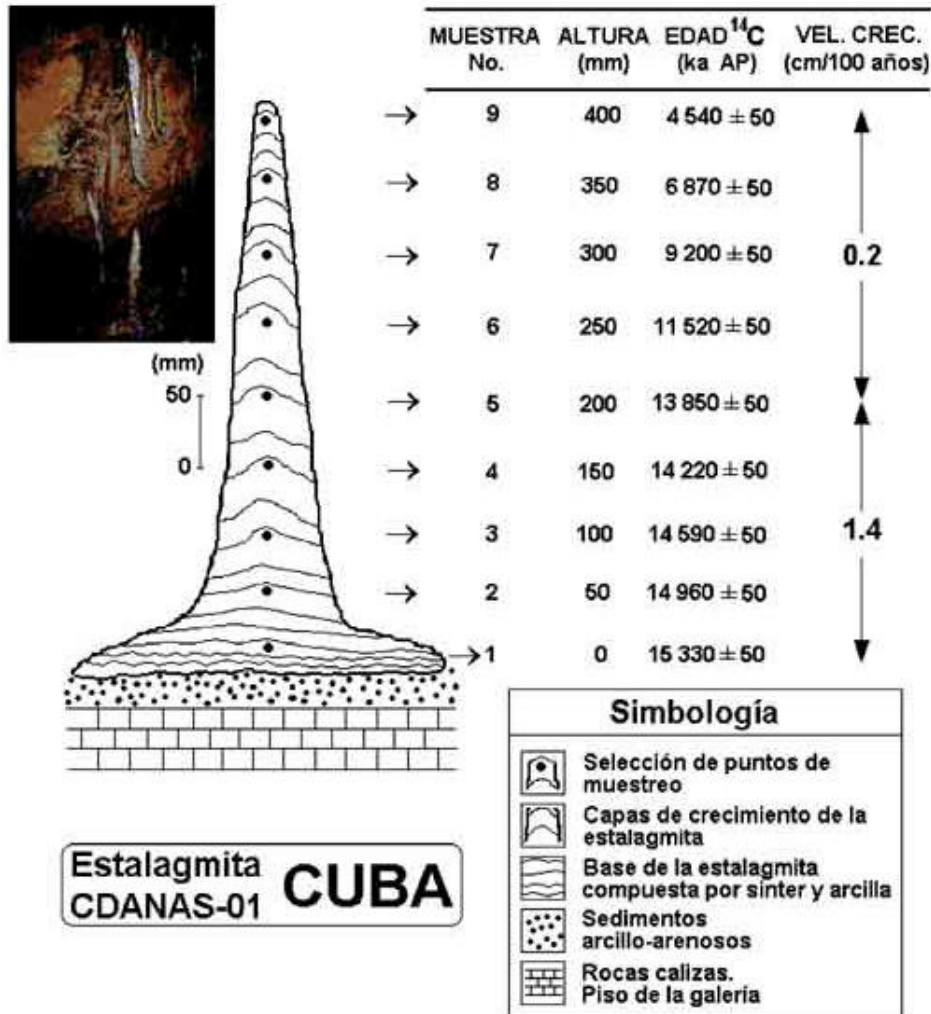 MUESTRA ALTURA EDAD ¹⁴C VEL. CREC.
No. (mm) (ka AP) (cm/100 años)
→ 9 400 4 540 ± 50
→ 8 350 6 870 ± 50
→ 7 300 9 200 ± 50 0.2
→ 6 250 11 520 ± 50
→ 5 200 13 850 ± 50
→ 4 150 14 220 ± 50
→ 3 100 14 590 ± 50 1.4
→ 2 50 14 960 ± 50
→ 1 0 15 330 ± 50
(mm)
50
0
Simbología
Selección de puntos de
muestreo
Capas de crecimiento de la
estalagmita
Base de la estalagmita
compuesta por sinter y arcilla
Sedimentos
arcillo-arenosos
Rocas calizas.
Piso de la galería
Estalagmita
CDANAS-01 CUBA